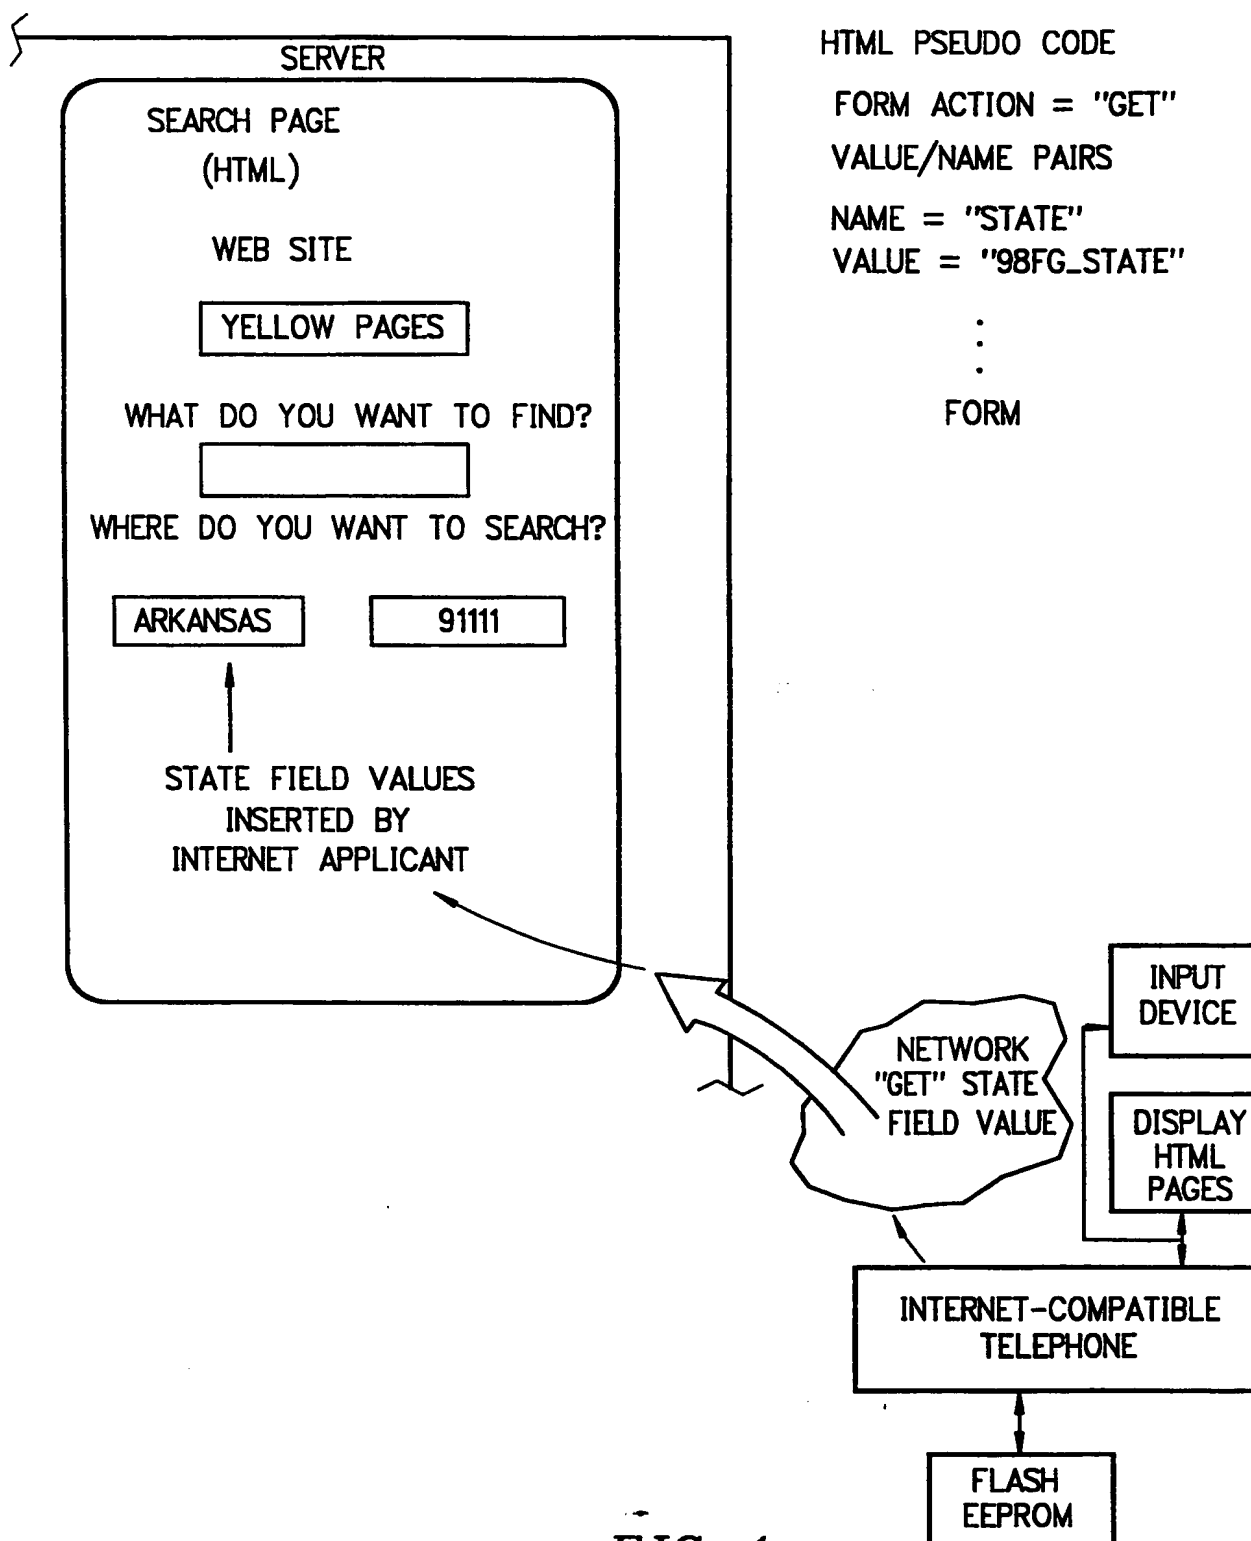 SERVER
SEARCH PAGE
(HTML)
WEB SITE
YELLOW PAGES
WHAT DO YOU WANT TO FIND?
WHERE DO YOU WANT TO SEARCH?
ARKANSAS
91111
STATE FIELD VALUES
INSERTED BY
INTERNET APPLICANT
HTML PSEUDO CODE
FORM ACTION = "GET"
VALUE/NAME PAIRS
NAME = "STATE"
VALUE = "98FG_STATE"
FORM
NETWORK
"GET" STATE
FIELD VALUE
INPUT
DEVICE
DISPLAY
HTML
PAGES
INTERNET-COMPATIBLE
TELEPHONE
FLASH
EEPROM